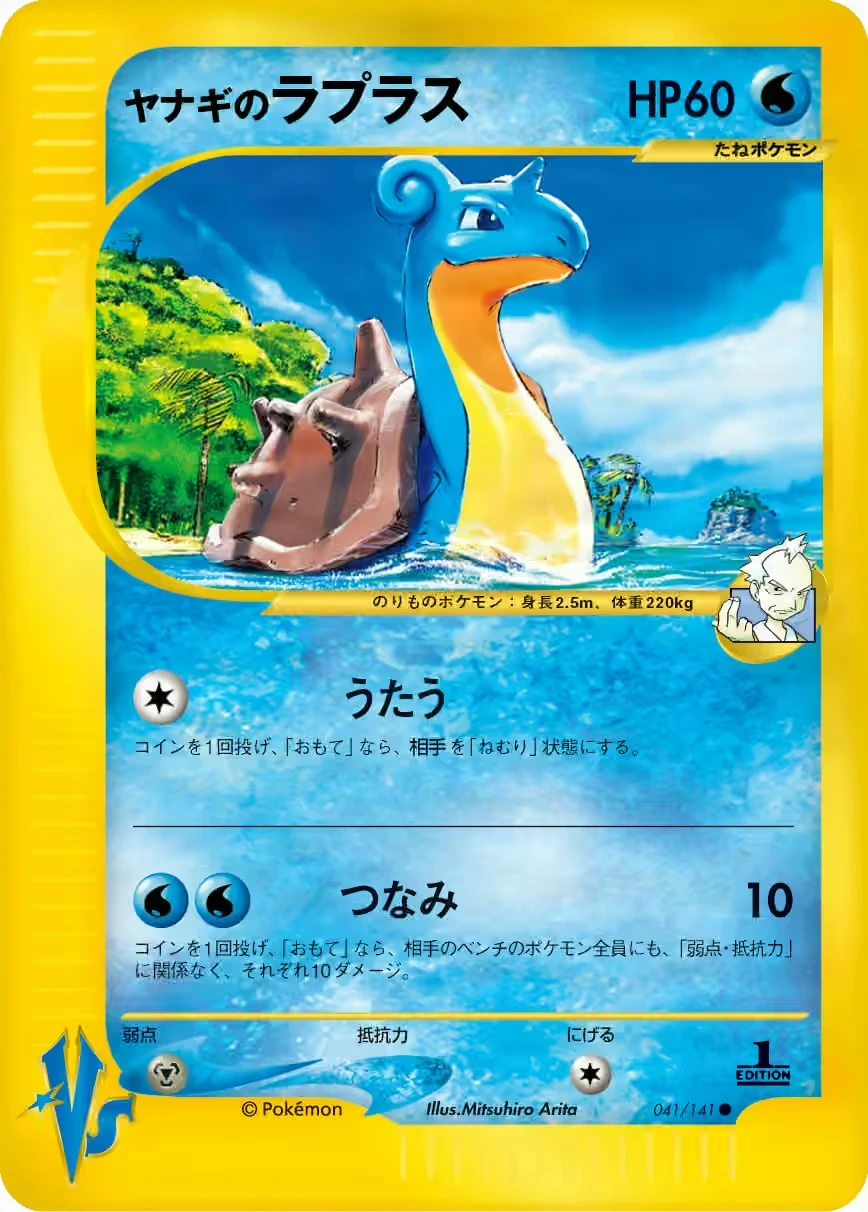 ヤナギのラプラス HP60
たねポケモン
のりものポケモン：身長2.5m、体重220kg
うたう
コインを1回投げ、「おもて」なら、相手を「ねむり」状態にする。
つなみ 10
コインを1回投げ、「おもて」なら、相手のベンチのポケモン全員にも、「弱点・抵抗力」
に関係なく、それぞれ10ダメージ。
弱点 抵抗力 にげる
1
EDITION
VS
© Pokémon Illus.Mitsuhiro Arita 041/141